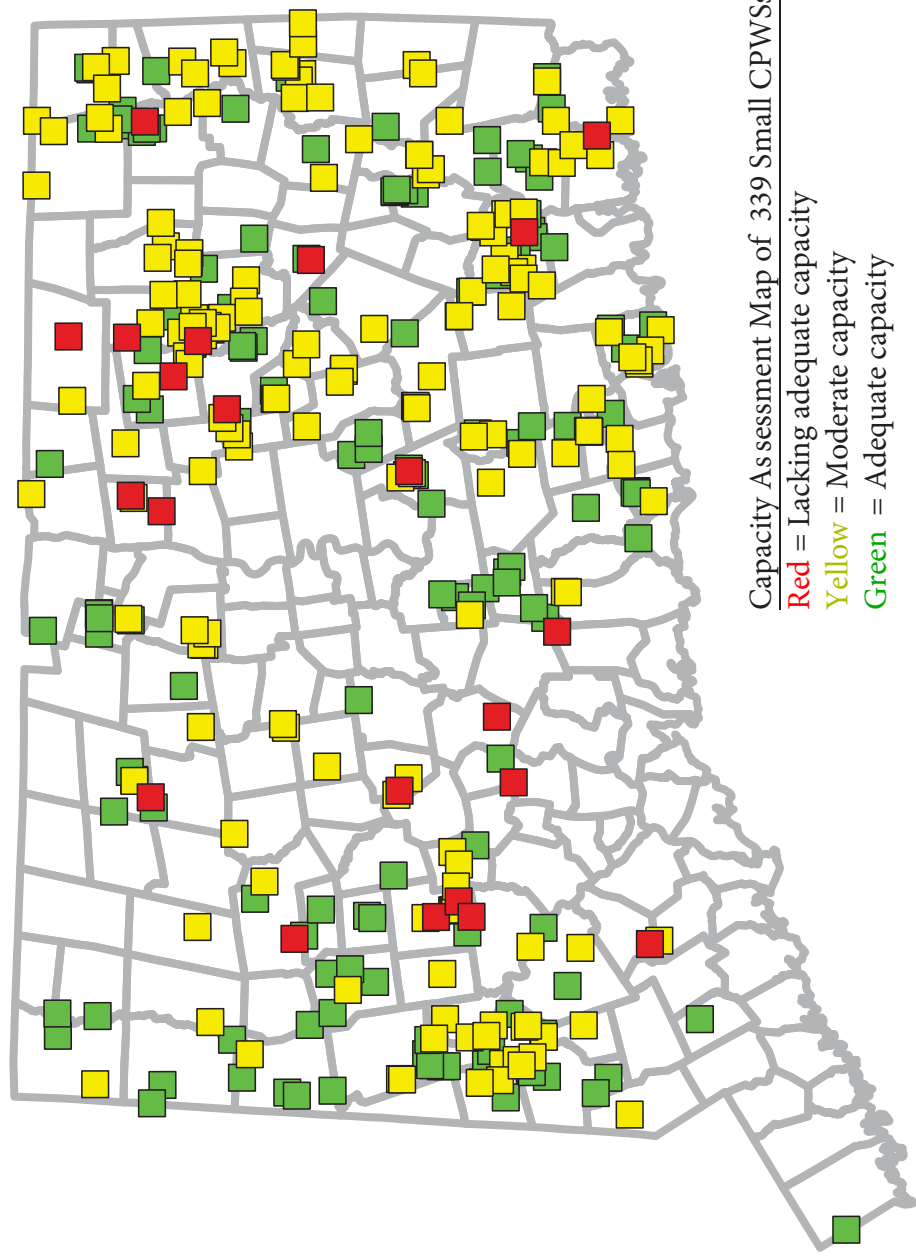 Capacity Assessment Map of 339 Small CPWSs
Red = Lacking adequate capacity
Yellow = Moderate capacity
Green = Adequate capacity